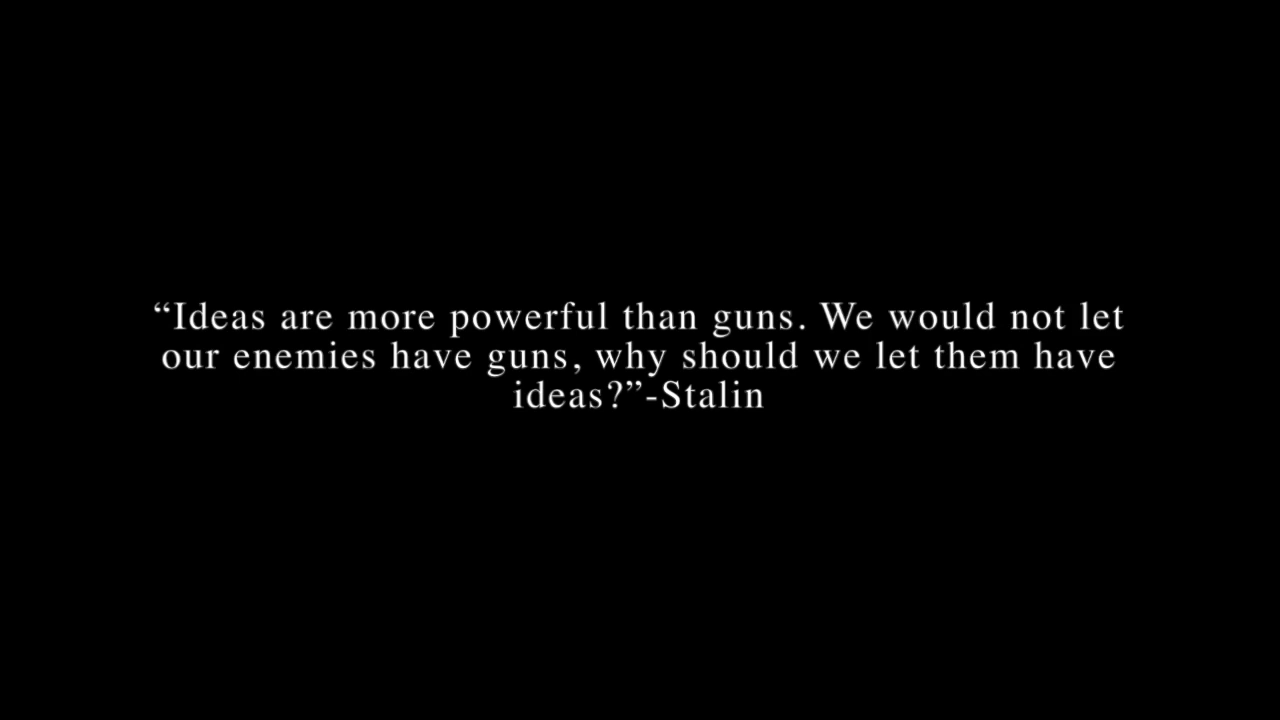 “Ideas are more powerful than guns. We would not let
our enemies have guns, why should we let them have
ideas?”-Stalin